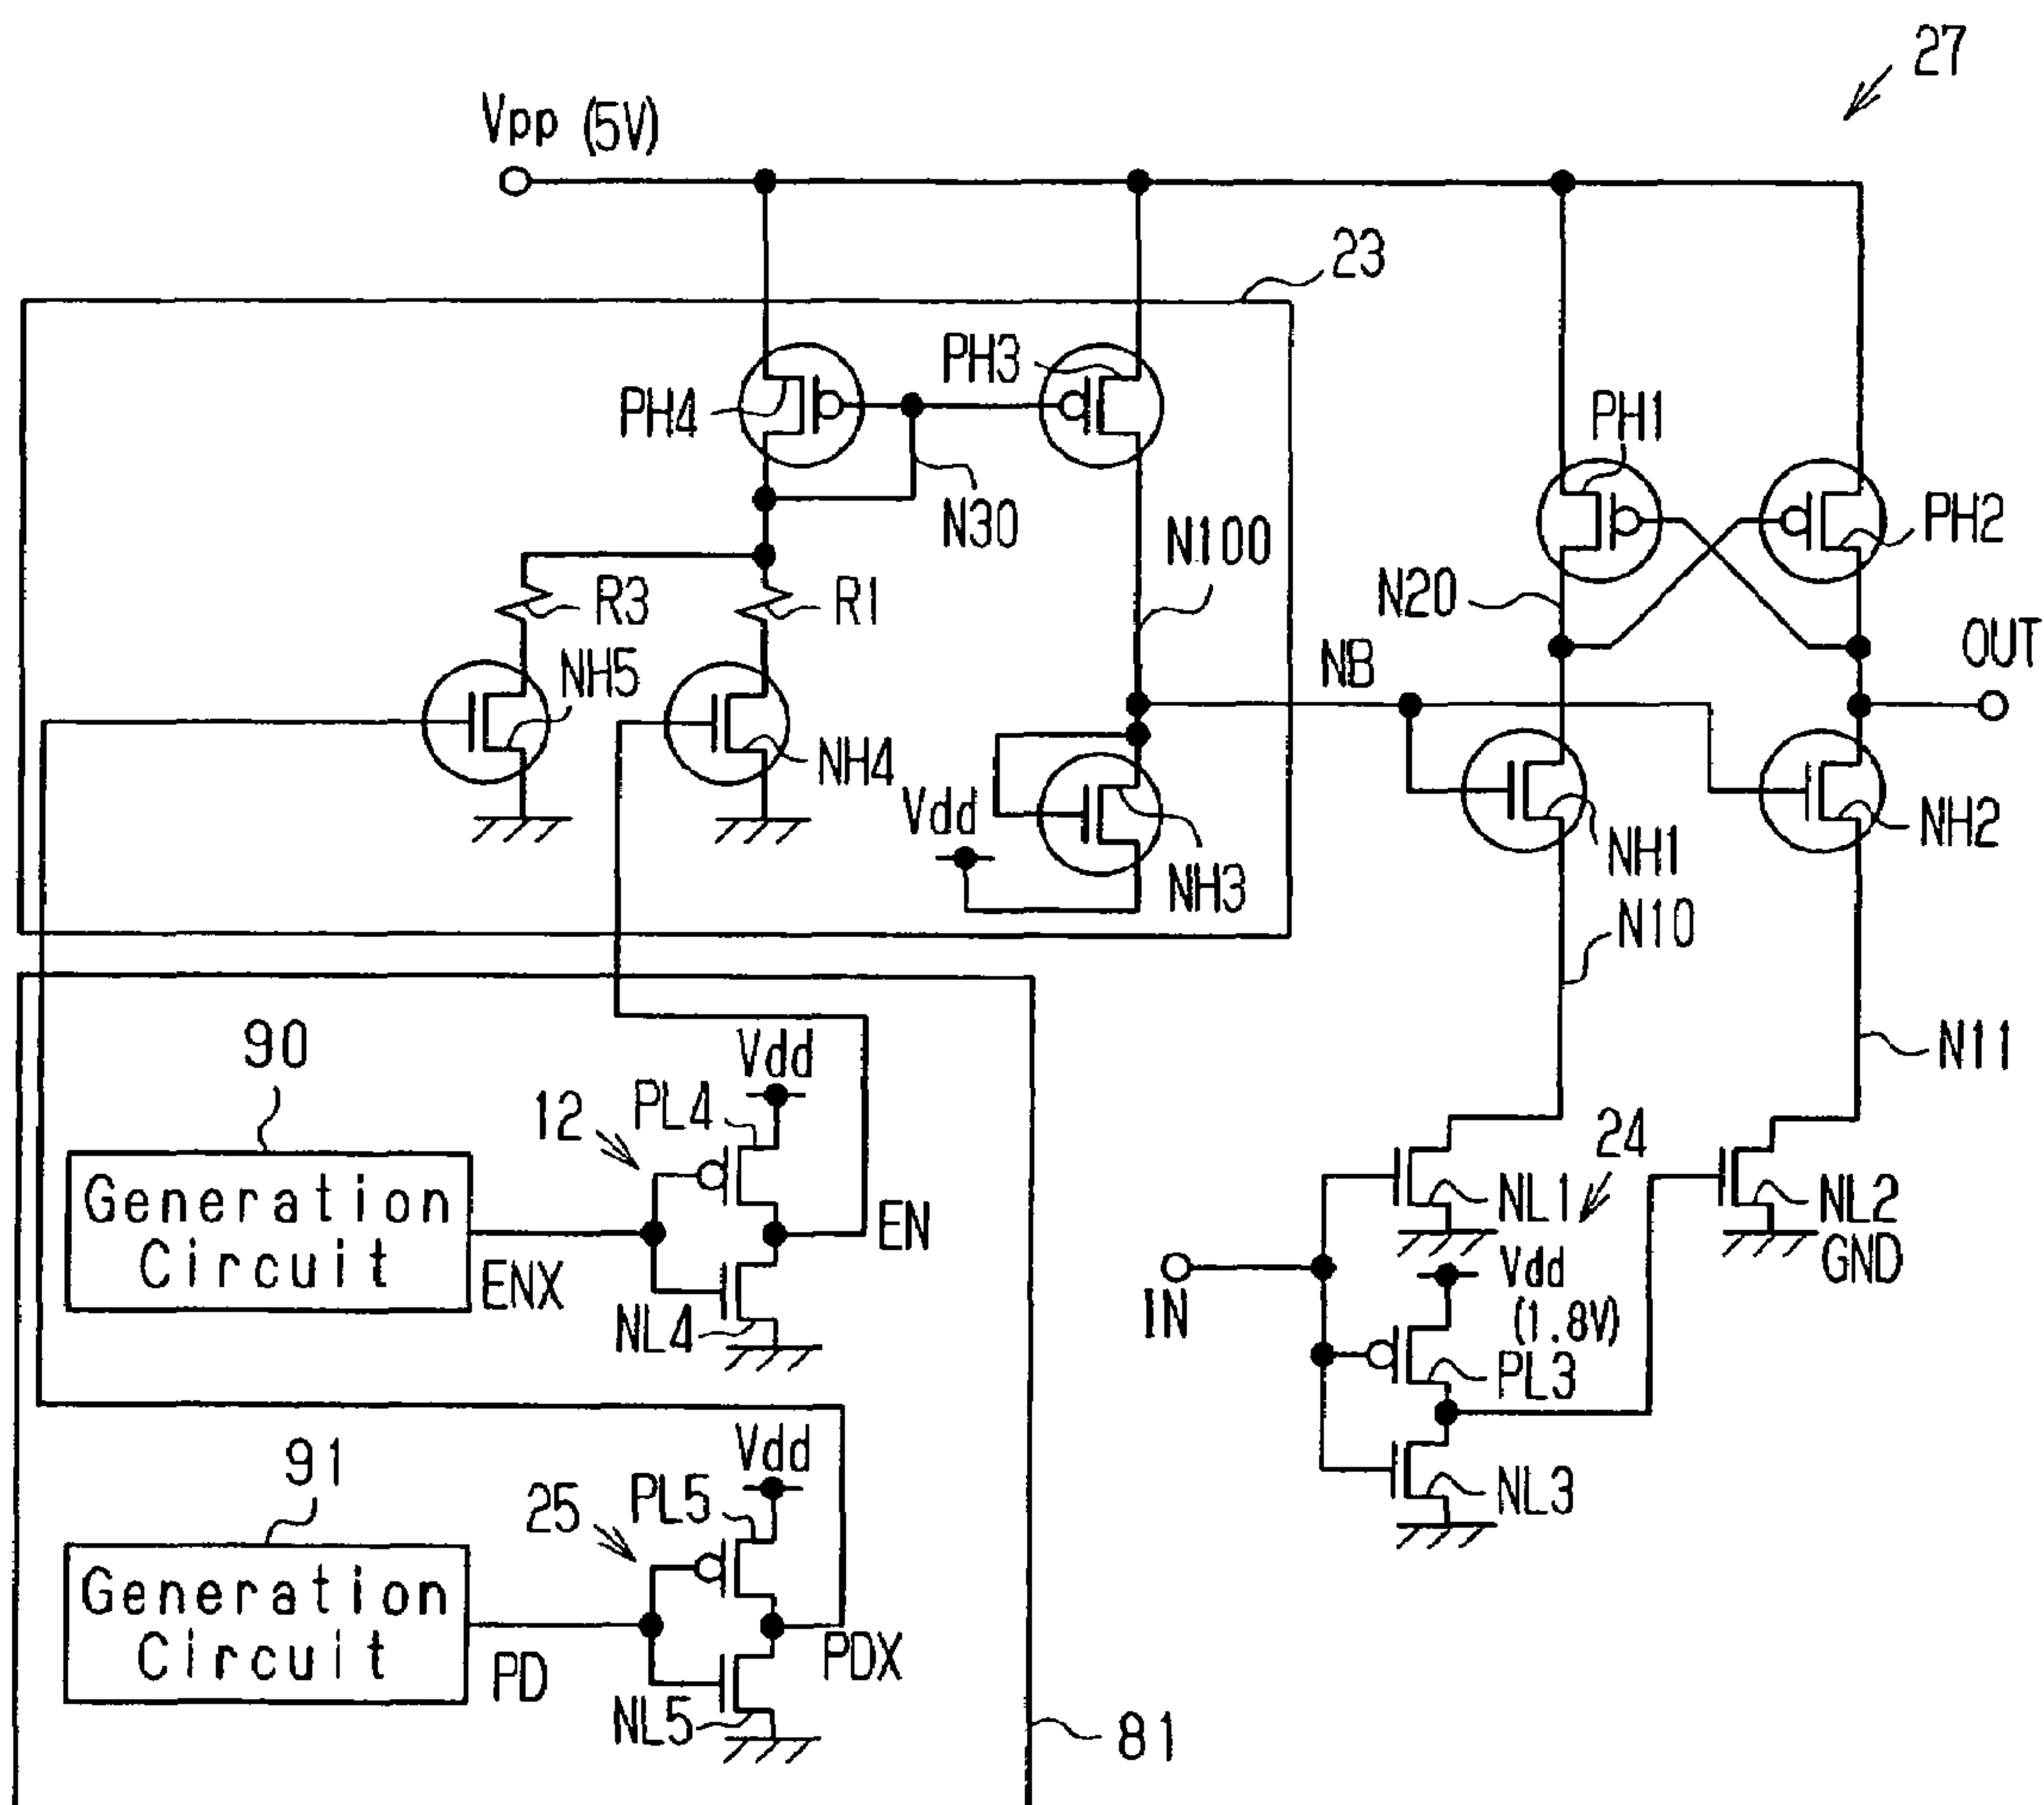 27
Vpp (5V)
23
PH3
PH4
PH1
N30
N100
PH2
R3
R1
N20
OUT
NH5
NB
NH4
Vdd
NH2
NH1
NH3
N10
90
Vdd
N11
PL4
12
24
Generation
Circuit
EN
NL1
NL2
GND
Vdd
(1.8V)
ENX
IN
NL4
PL3
Vdd
91
PL5
25
NL3
Generation
Circuit
PD
PDX
NL5
81